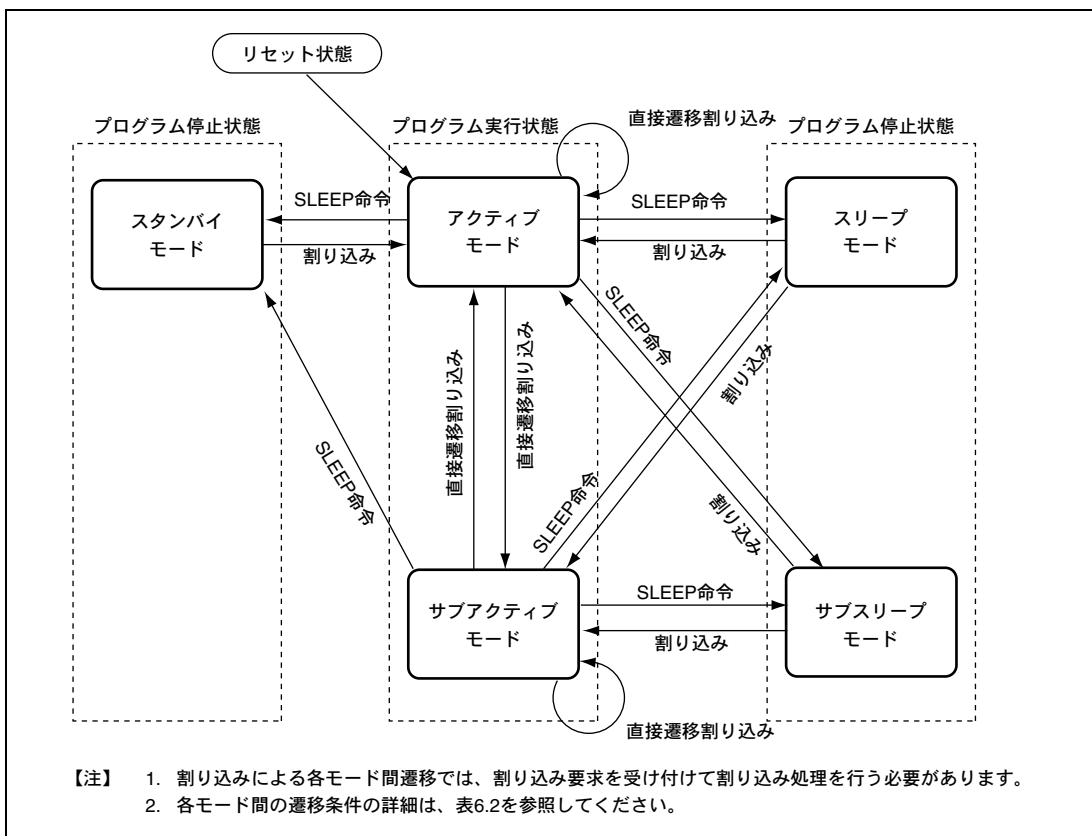 リセット状態
プログラム停止状態
プログラム実行状態
直接遷移割り込み
プログラム停止状態
スタンバイ
モード
SLEEP命令
割り込み
アクティブ
モード
SLEEP命令
割り込み
スリープ
モード
直接遷移割り込み
直接遷移割り込み
SLEEP命令
割り込み
SLEEP命令
SLEEP命令
割り込み
サブアクティブ
モード
SLEEP命令
割り込み
サブスリープ
モード
直接遷移割り込み
【注】 1. 割り込みによる各モード間遷移では、割り込み要求を受け付けて割り込み処理を行う必要があります。
2. 各モード間の遷移条件の詳細は、表6.2を参照してください。